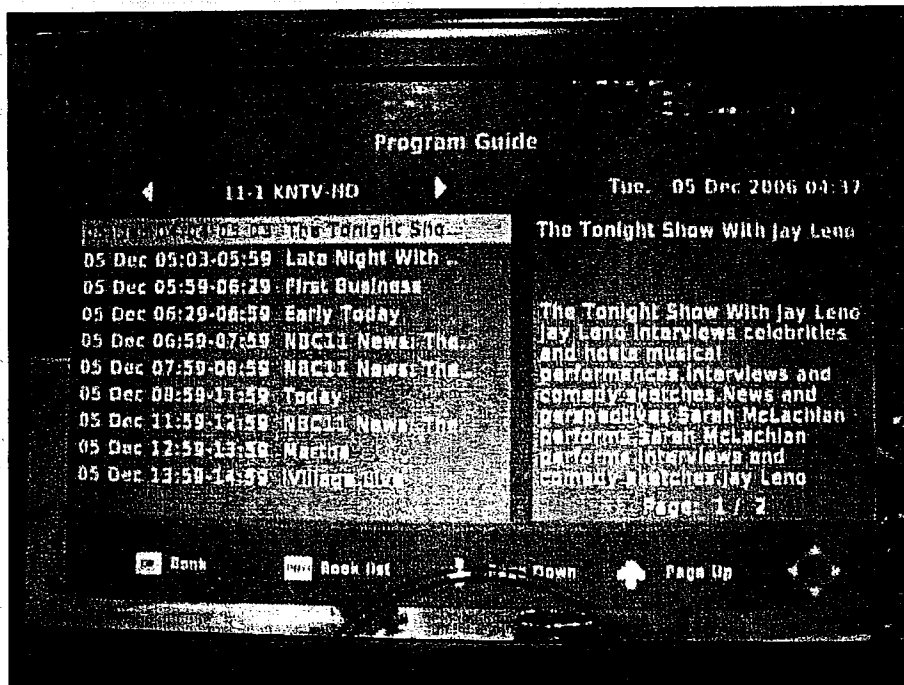 Program Guide
11-1 KNTV-HD
Tue. 05 Dec 2006 04:37
The Tonight Sho...
05 Dec 05:03-05:59 Late Night With ...
05 Dec 05:59-06:29 First Business
05 Dec 06:29-06:59 Early Today
05 Dec 06:59-07:59 NBC11 News: The...
05 Dec 07:59-08:59 NBC11 News: The...
05 Dec 08:59-11:59 Today
05 Dec 11:59-12:59 NBC11 News: The...
05 Dec 12:59-13:59 Martha
05 Dec 13:59-14:59 iVillage Live
The Tonight Show With Jay Leno
The Tonight Show With Jay Leno
Jay Leno interviews celebrities
and hosts musical
performances.Interviews and
comedy sketches.News and
perspectives.Sarah McLachlan
performs.Sarah McLachlan
performs.Interviews and
comedy sketches.Jay Leno
Page: 1 / 2
Book
Book list
Down
Page Up